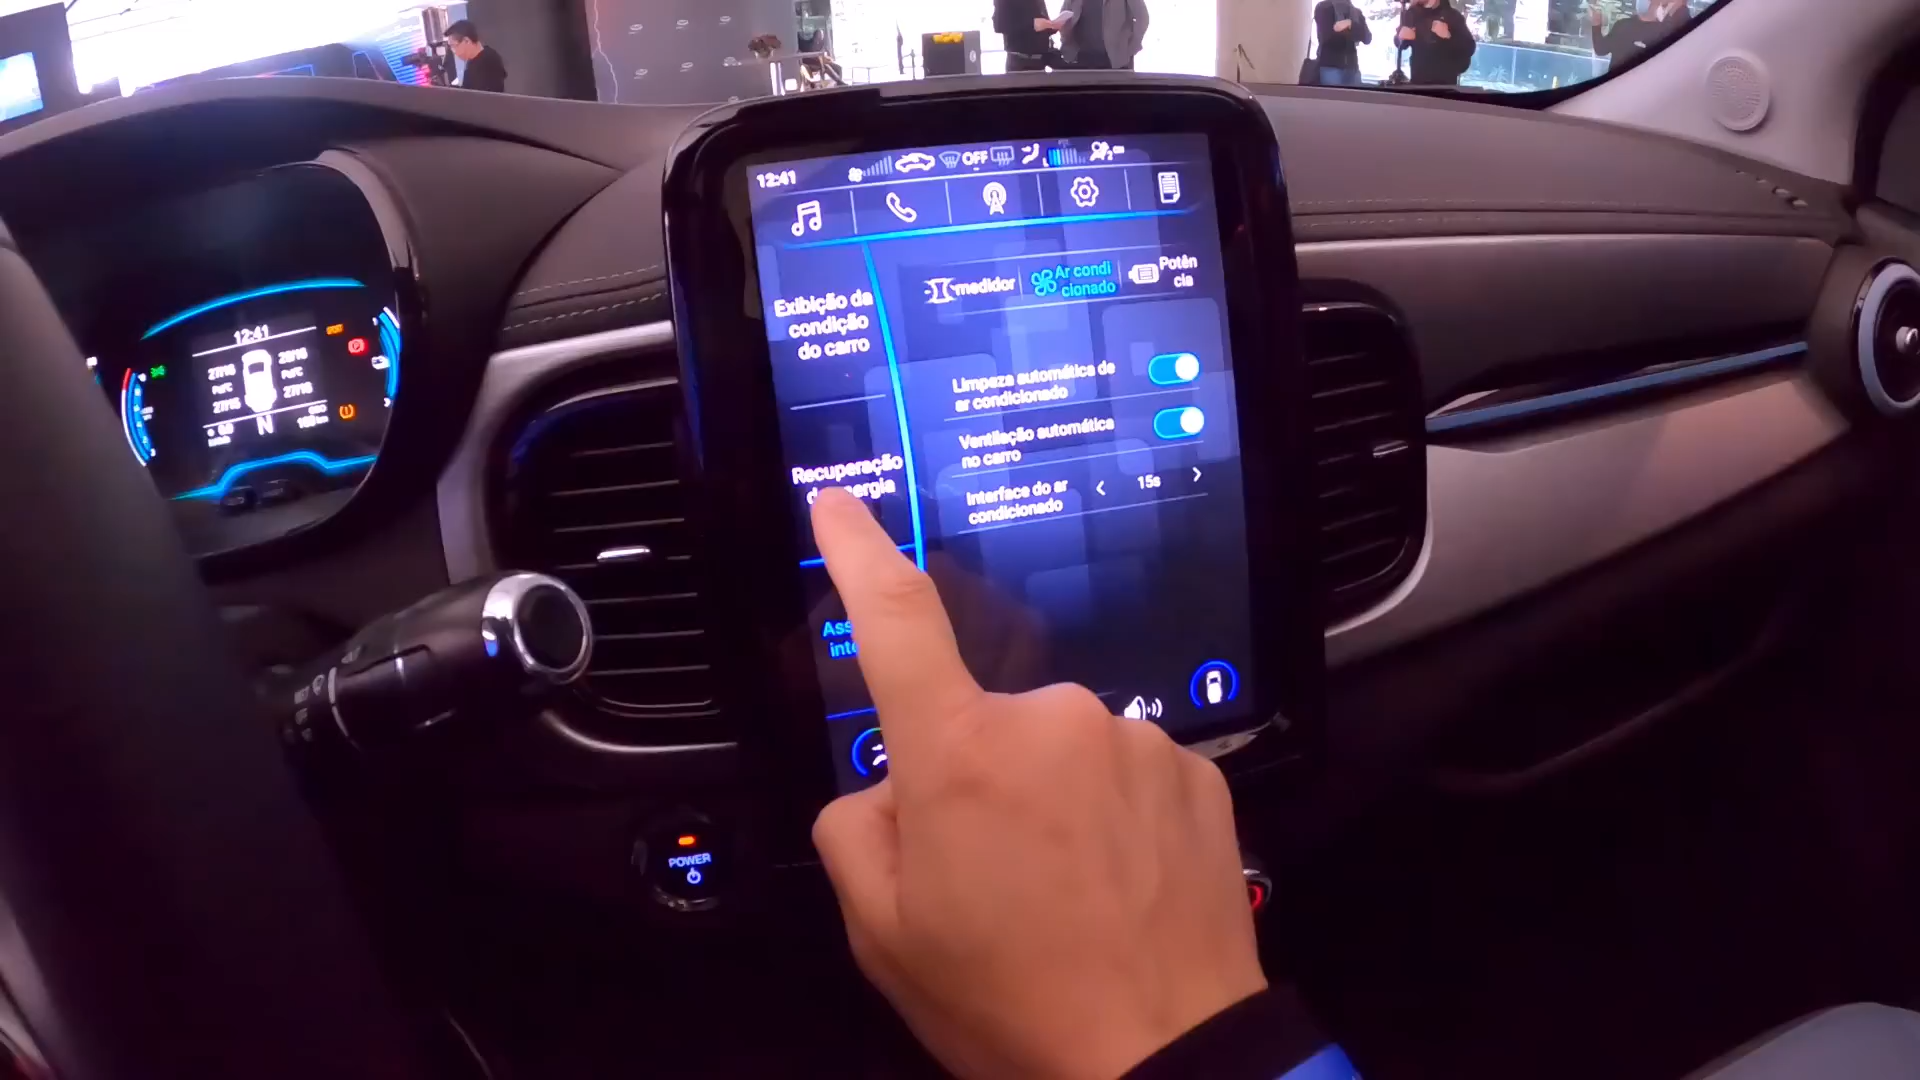 12:41
OFF
medidor
Ar condi
cionado
Potên
cia
Exibição da
condição
do carro
Limpeza automática de
ar condicionado
Ventilação automática
no carro
Recuperação
Interface do ar
condicionado
15s
12:41
N
POWER